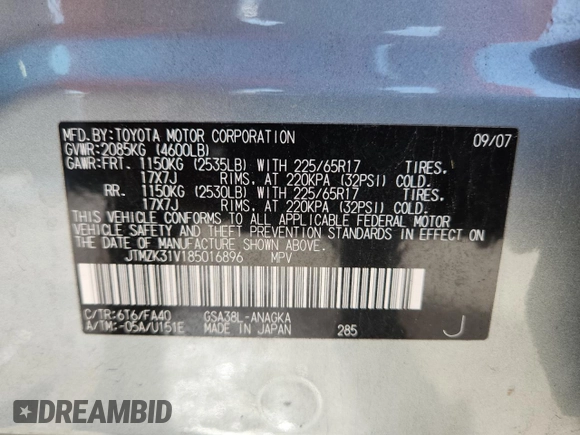 MFD.BY:TOYOTA MOTOR CORPORATION 09/07
GVWR:2085KG (4600LB)
GAWR:FRT. 1150KG (2535LB) WITH 225/65R17 TIRES,
17X7J RIMS, AT 220KPA (32PSI) COLD.
RR. 1150KG (2530LB) WITH 225/65R17 TIRES,
17X7J RIMS, AT 220KPA (32PSI) COLD.
THIS VEHICLE CONFORMS TO ALL APPLICABLE FEDERAL MOTOR
VEHICLE SAFETY AND THEFT PREVENTION STANDARDS IN EFFECT
ON THE DATE OF MANUFACTURE SHOWN ABOVE.
JTMZK31V185016896 MPV
C/TR:6T6/FA40 GSA38L-ANAGKA
A/TM:-05A/U151E MADE IN JAPAN 285 J
DREAMBID